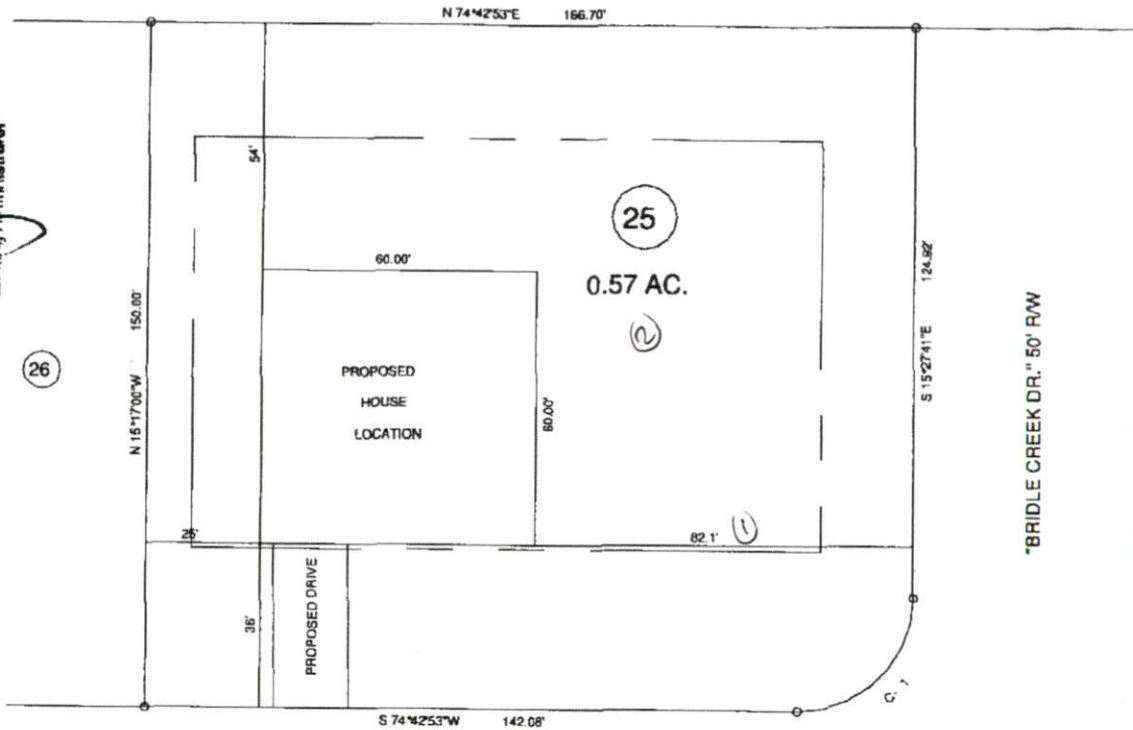 N 74°42'53"E 166.70'
54'
25
0.57 AC.
2
60.00'
124.92'
S 15°27'41"E
150.00'
N 15°17'00"W
26
PROPOSED
HOUSE
LOCATION
60.00'
"BRIDLE CREEK DR." 50' R/W
25'
82.1'
1
36'
PROPOSED DRIVE
S 74°42'53"W 142.08'